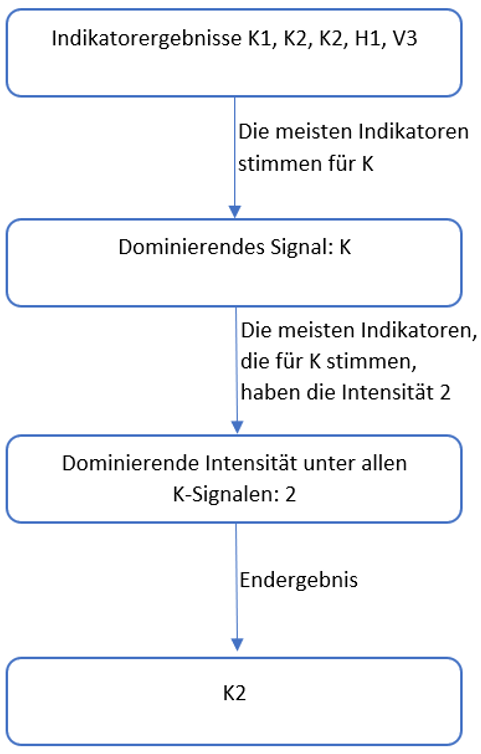 Indikatorergebnisse K1, K2, K2, H1, V3
Die meisten Indikatoren
stimmen für K
Dominierendes Signal: K
Die meisten Indikatoren,
die für K stimmen,
haben die Intensität 2
Dominierende Intensität unter allen
K-Signalen: 2
Endergebnis
K2